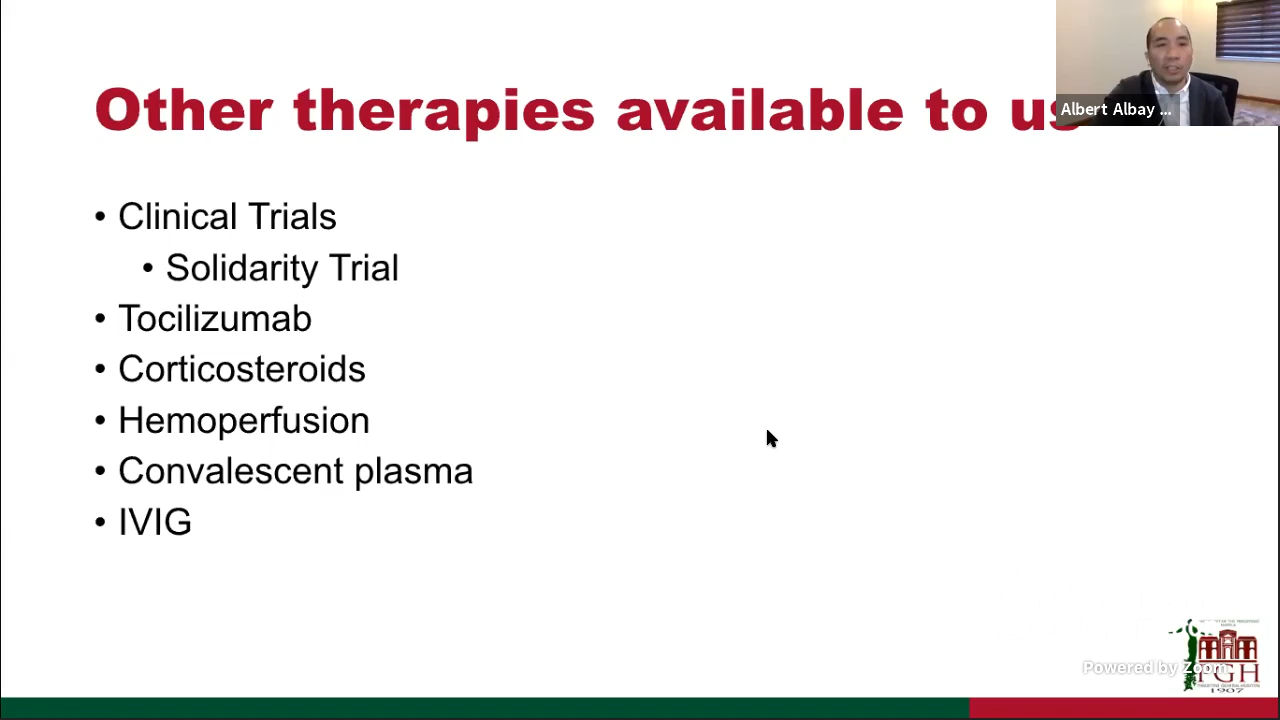 Other therapies available to us
Albert Albay ...
• Clinical Trials
• Solidarity Trial
• Tocilizumab
• Corticosteroids
• Hemoperfusion
• Convalescent plasma
• IVIG
Powered by Zoom
PGH
1907